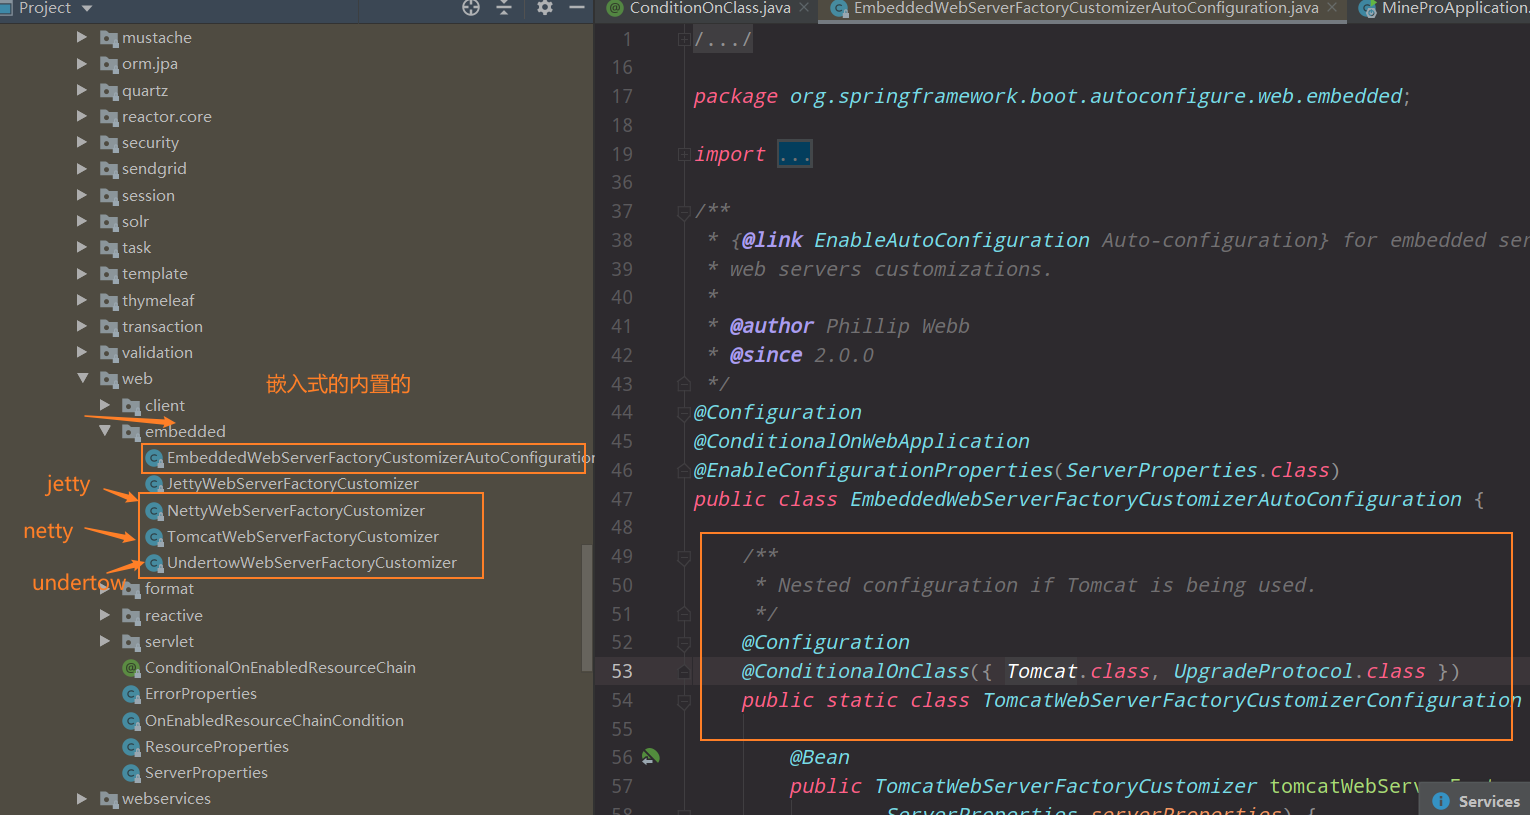 Project
mustache
orm.jpa
quartz
reactor.core
security
sendgrid
session
solr
task
template
thymeleaf
transaction
validation
web
嵌入式的内置的
client
embedded
EmbeddedWebServerFactoryCustomizerAutoConfiguration
JettyWebServerFactoryCustomizer
jetty
NettyWebServerFactoryCustomizer
netty
TomcatWebServerFactoryCustomizer
UndertowWebServerFactoryCustomizer
undertow
format
reactive
servlet
ConditionalOnEnabledResourceChain
ErrorProperties
OnEnabledResourceChainCondition
ResourceProperties
ServerProperties
webservices
ConditionOnClass.java
EmbeddedWebServerFactoryCustomizerAutoConfiguration.java
MineProApplication.
1 /.../
16
17 package org.springframework.boot.autoconfigure.web.embedded;
18
19 import ...
36
37 /**
38 * {@link EnableAutoConfiguration Auto-configuration} for embedded ser
39 * web servers customizations.
40 *
41 * @author Phillip Webb
42 * @since 2.0.0
43 */
44 @Configuration
45 @ConditionalOnWebApplication
46 @EnableConfigurationProperties(ServerProperties.class)
47 public class EmbeddedWebServerFactoryCustomizerAutoConfiguration {
48
49 /**
50 * Nested configuration if Tomcat is being used.
51 */
52 @Configuration
53 @ConditionalOnClass({ Tomcat.class, UpgradeProtocol.class })
54 public static class TomcatWebServerFactoryCustomizerConfiguration
55
56 @Bean
57 public TomcatWebServerFactoryCustomizer tomcatWebServ
58 ServerProperties serverProperties) {
Services